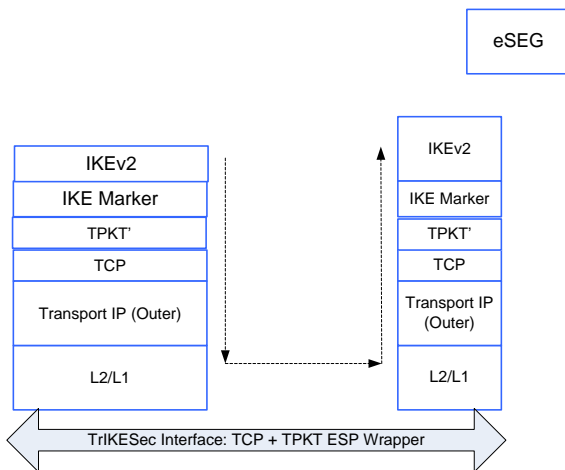 eSEG
IKEv2
IKE Marker
TPKT’
TCP
Transport IP (Outer)
L2/L1
IKEv2
IKE Marker
TPKT’
TCP
Transport IP
(Outer)
L2/L1
TrIKESec Interface: TCP + TPKT ESP Wrapper